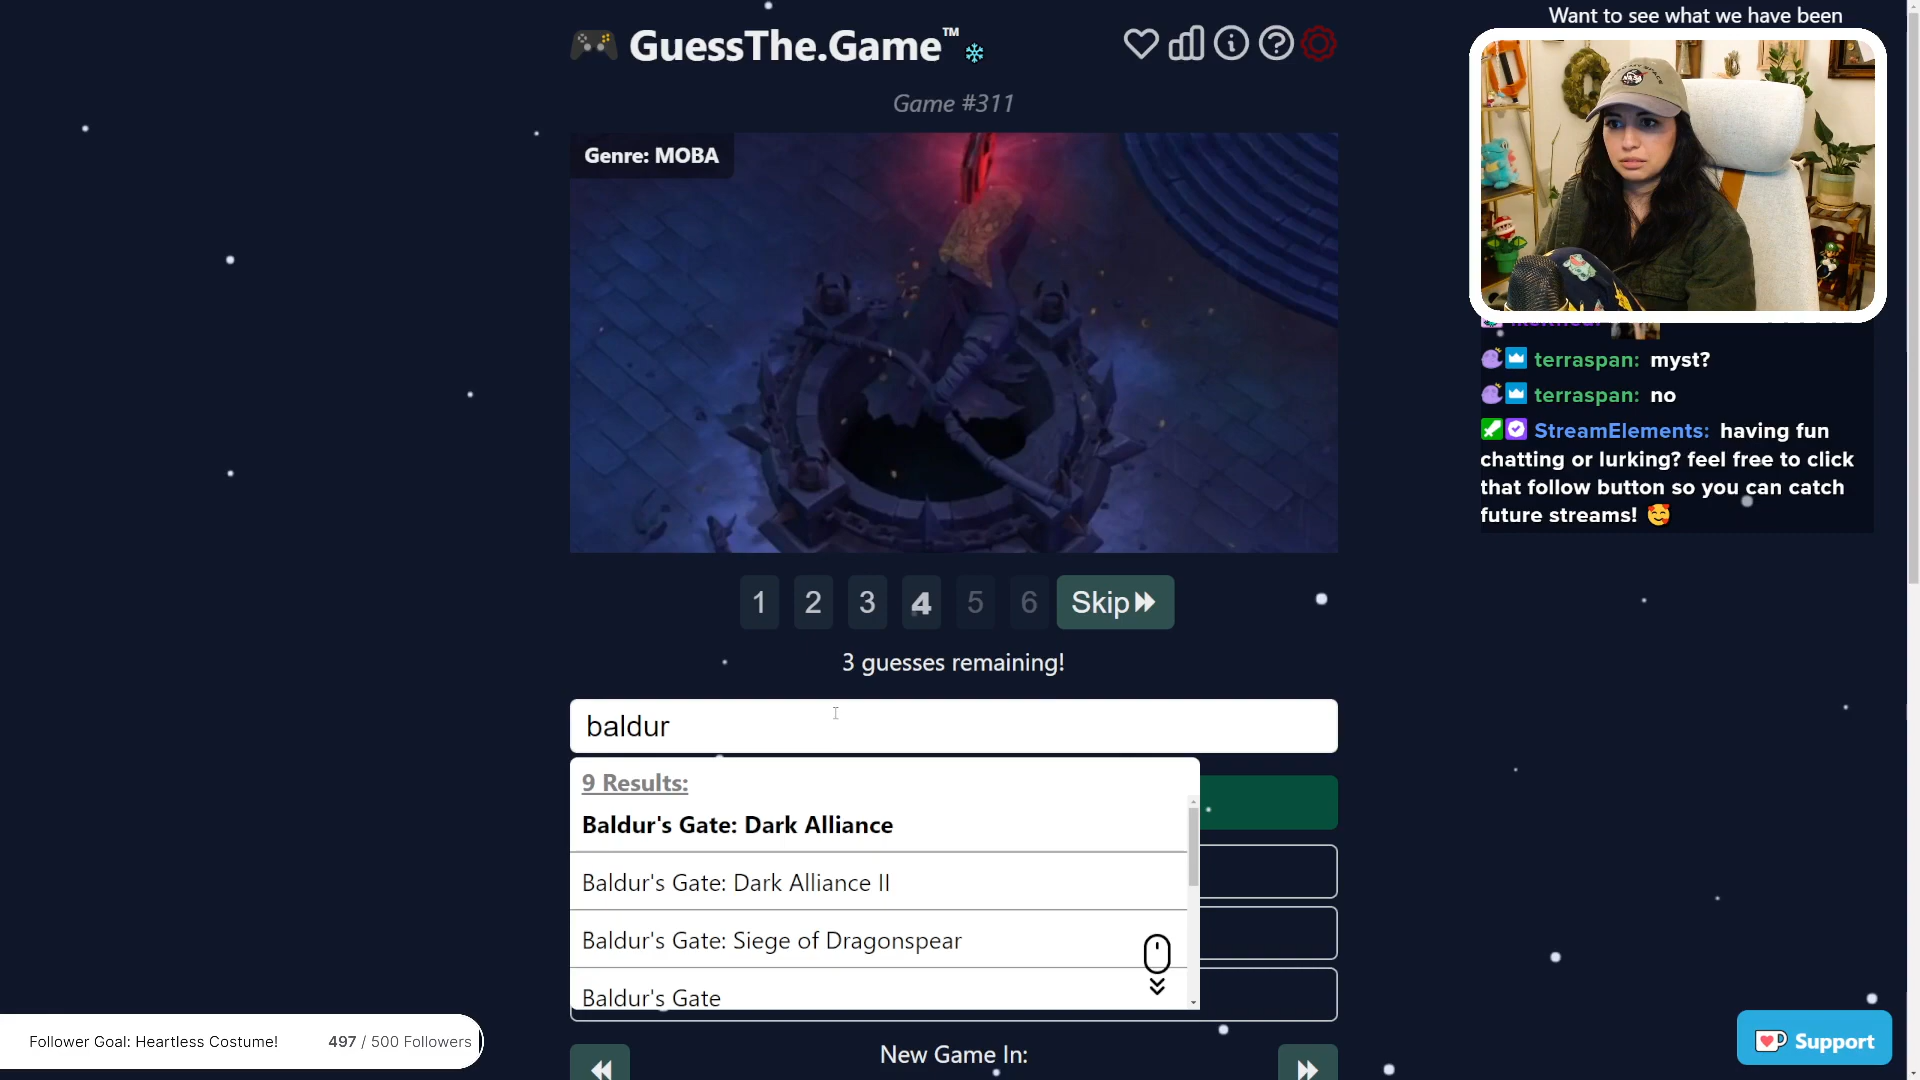 Want to see what we have been
GuessThe.Game™
Game #311
Genre: MOBA
terraspan: myst?
terraspan: no
StreamElements: having fun
chatting or lurking? feel free to click
that follow button so you can catch
future streams!
1 2 3 4 5 6 Skip
3 guesses remaining!
baldur
9 Results:
Baldur's Gate: Dark Alliance
Baldur's Gate: Dark Alliance II
Baldur's Gate: Siege of Dragonspear
Baldur's Gate
New Game In:
Follower Goal: Heartless Costume! 497 / 500 Followers
Support